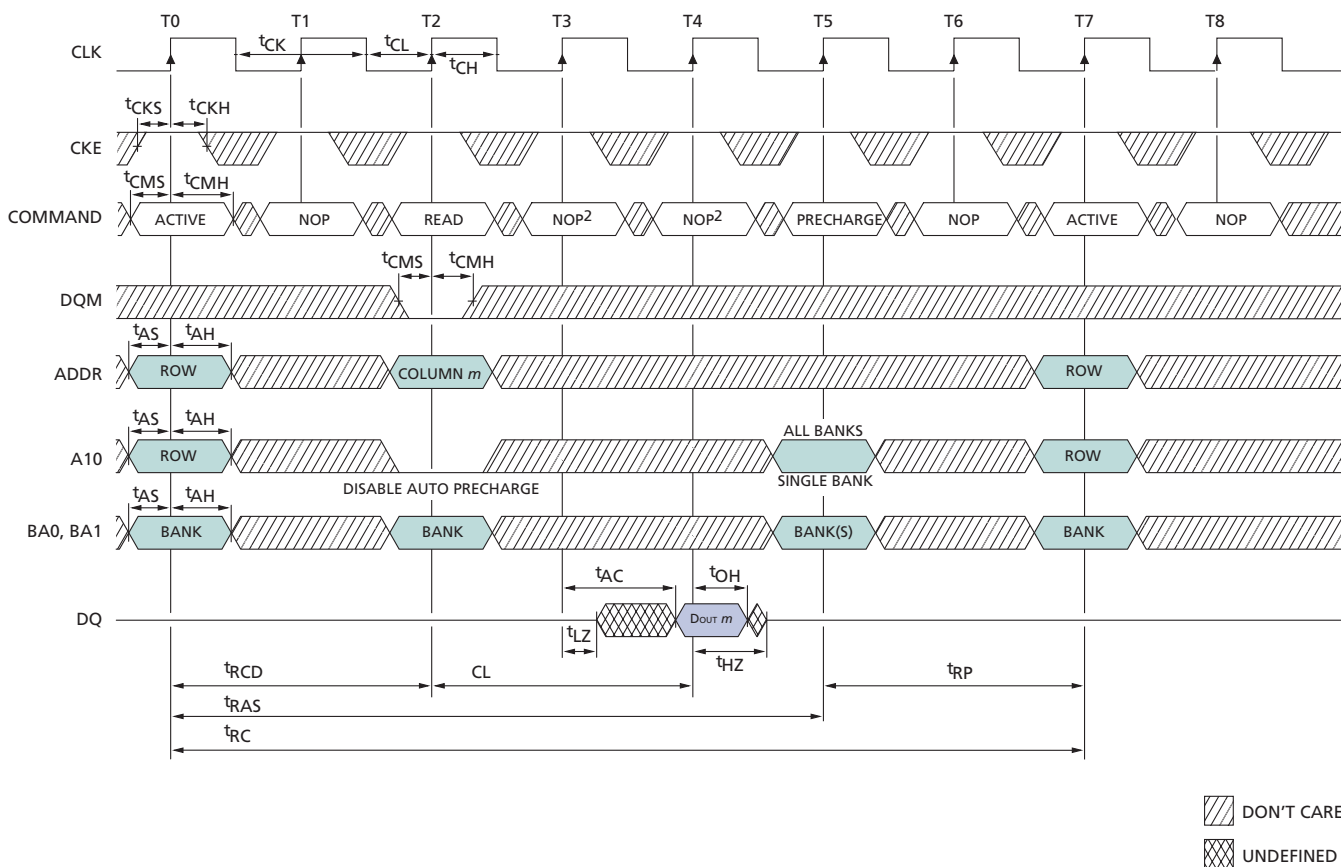 T0 T1 T2 T3 T4 T5 T6 T7 T8
CLK tCK tCL tCH
tCKS tCKH
CKE
tCMS tCMH
COMMAND ACTIVE NOP READ NOP2 NOP2 PRECHARGE NOP ACTIVE NOP
tCMS tCMH
DQM
tAS tAH
ADDR ROW COLUMN m ROW
tAS tAH ALL BANKS
A10 ROW ROW
DISABLE AUTO PRECHARGE SINGLE BANK
tAS tAH
BA0, BA1 BANK BANK BANK(S) BANK
tAC tOH
DQ DOUT m
tLZ tHZ
tRCD CL tRP
tRAS
tRC
DON'T CARE
UNDEFINED